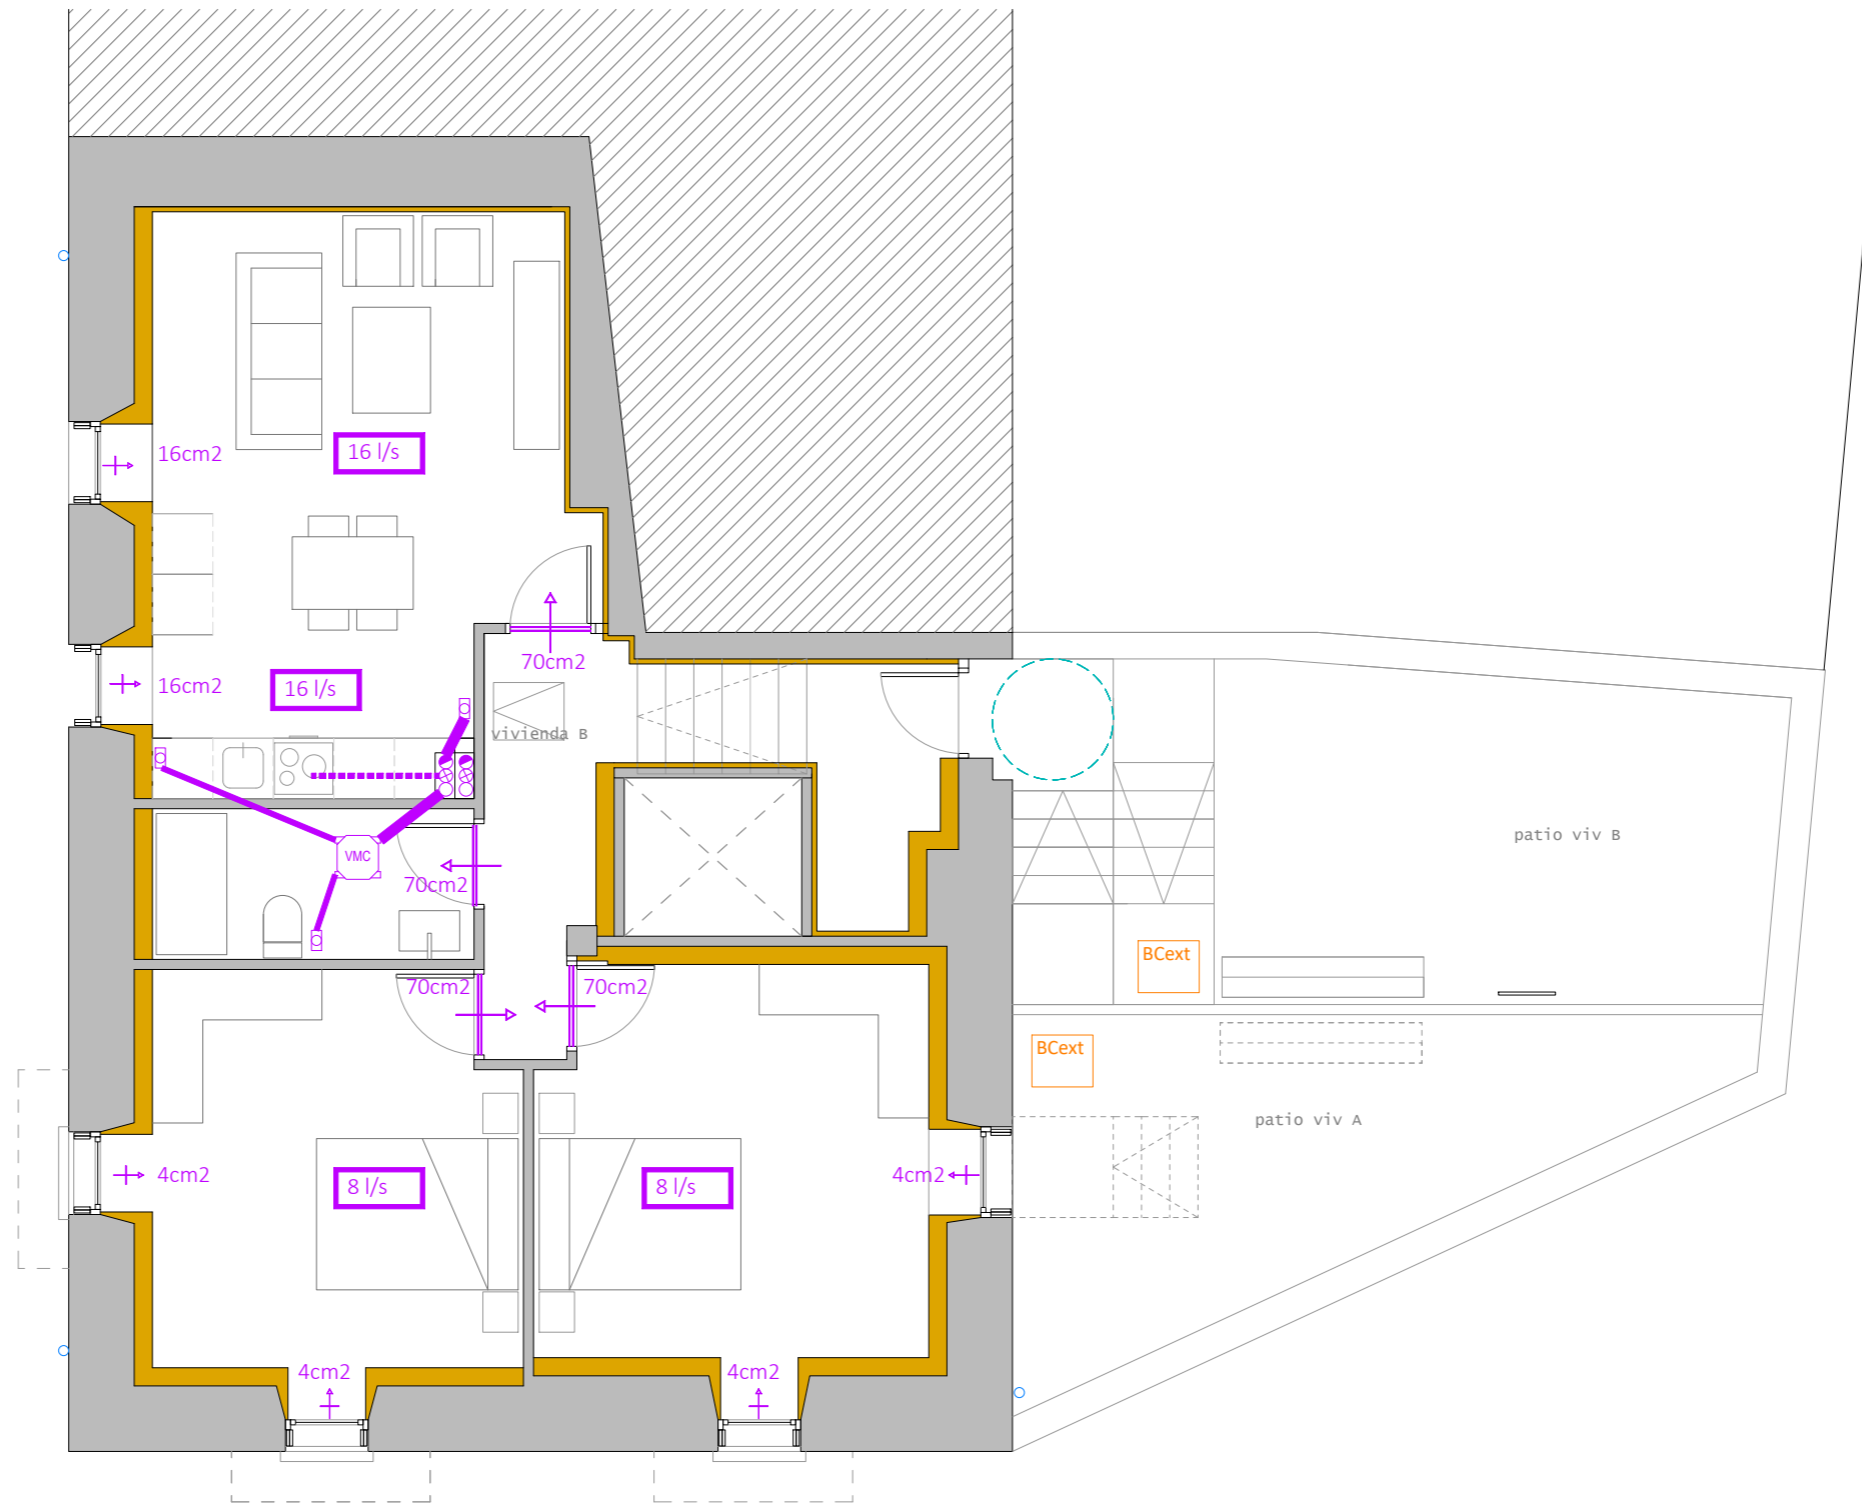 16cm2
16 l/s
16cm2
16 l/s
70cm2
vivienda B
patio viv B
VMC
70cm2
BCext
70cm2
70cm2
BCext
patio viv A
4cm2
8 l/s
8 l/s
4cm2
4cm2
4cm2